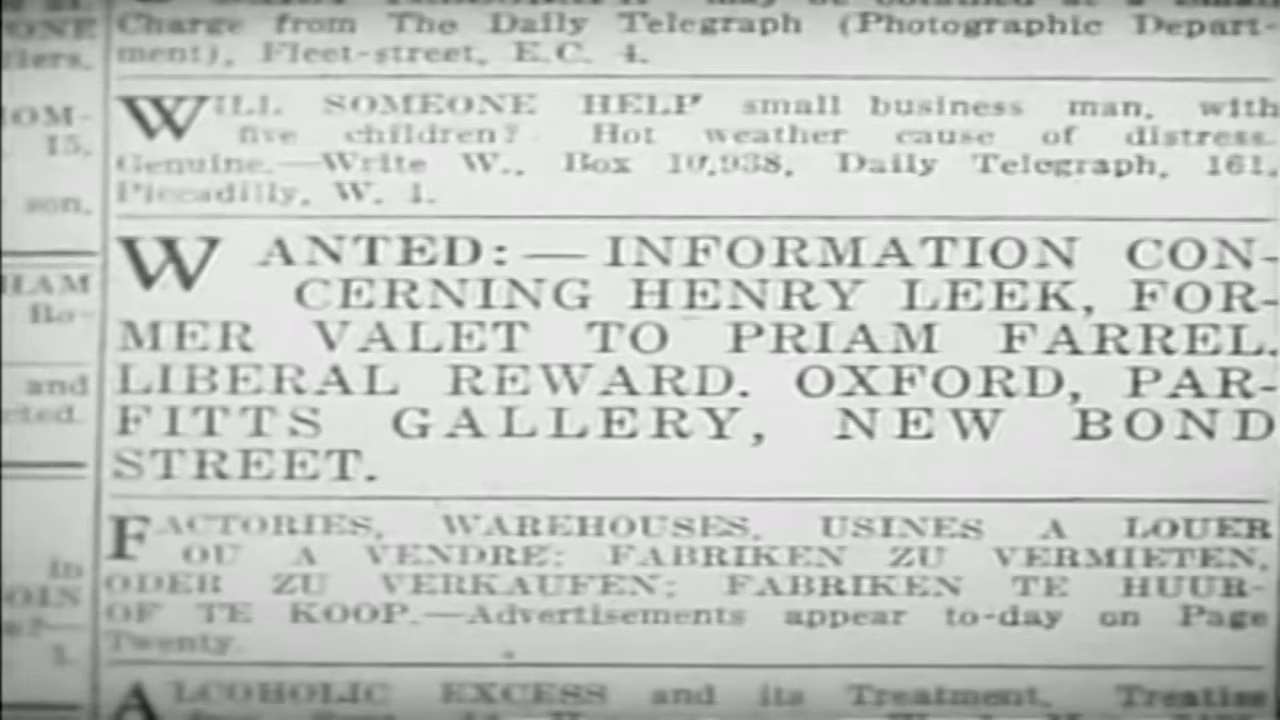 Charge from The Daily Telegraph (Photographic Depart-
ment), Fleet-street, E.C. 4.
WILL SOMEONE HELP small business man, with
five children? Hot weather cause of distress.
Genuine.—Write W., Box 10,938, Daily Telegraph, 161,
Piccadilly, W. 1.
WANTED:—INFORMATION CON-
CERNING HENRY LEEK, FOR-
MER VALET TO PRIAM FARREL.
LIBERAL REWARD. OXFORD, PAR-
FITTS GALLERY, NEW BOND
STREET.
FACTORIES, WAREHOUSES, USINES A LOUER
OU A VENDRE: FABRIKEN ZU VERMIETEN,
ODER ZU VERKAUFEN: FABRIKEN TE HUUR-
OF TE KOOP.—Advertisements appear to-day on Page
Twenty.
ALCOHOLIC EXCESS and its Treatment. Treatise
15.
son.
and
in